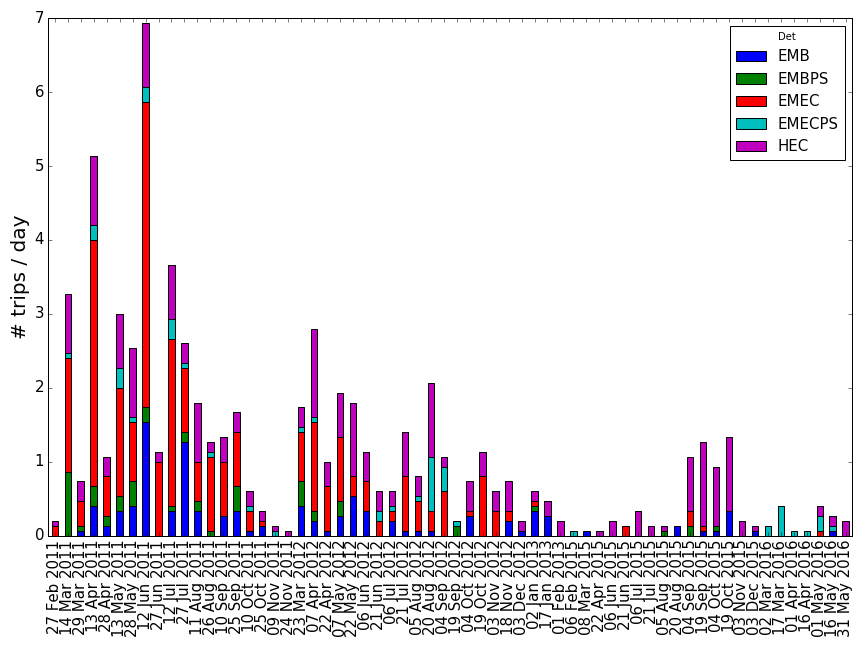 7
6
5
4
3
2
1
0
# trips / day
Det
EMB
EMBPS
EMEC
EMECPS
HEC
27 Feb 2011
14 Mar 2011
29 Mar 2011
13 Apr 2011
28 Apr 2011
13 May 2011
28 May 2011
12 Jun 2011
27 Jun 2011
12 Jul 2011
27 Jul 2011
11 Aug 2011
26 Aug 2011
10 Sep 2011
25 Sep 2011
10 Oct 2011
25 Oct 2011
09 Nov 2011
24 Nov 2011
23 Mar 2012
07 Apr 2012
22 Apr 2012
07 May 2012
22 May 2012
06 Jun 2012
21 Jun 2012
06 Jul 2012
21 Jul 2012
05 Aug 2012
20 Aug 2012
04 Sep 2012
19 Sep 2012
04 Oct 2012
19 Oct 2012
03 Nov 2012
18 Nov 2012
03 Dec 2012
02 Jan 2013
17 Jan 2013
01 Feb 2013
06 Feb 2015
08 Mar 2015
22 Apr 2015
06 Jun 2015
21 Jun 2015
06 Jul 2015
21 Jul 2015
05 Aug 2015
20 Aug 2015
04 Sep 2015
19 Sep 2015
04 Oct 2015
19 Oct 2015
03 Nov 2015
03 Dec 2015
02 Mar 2016
17 Mar 2016
01 Apr 2016
16 Apr 2016
01 May 2016
16 May 2016
31 May 2016